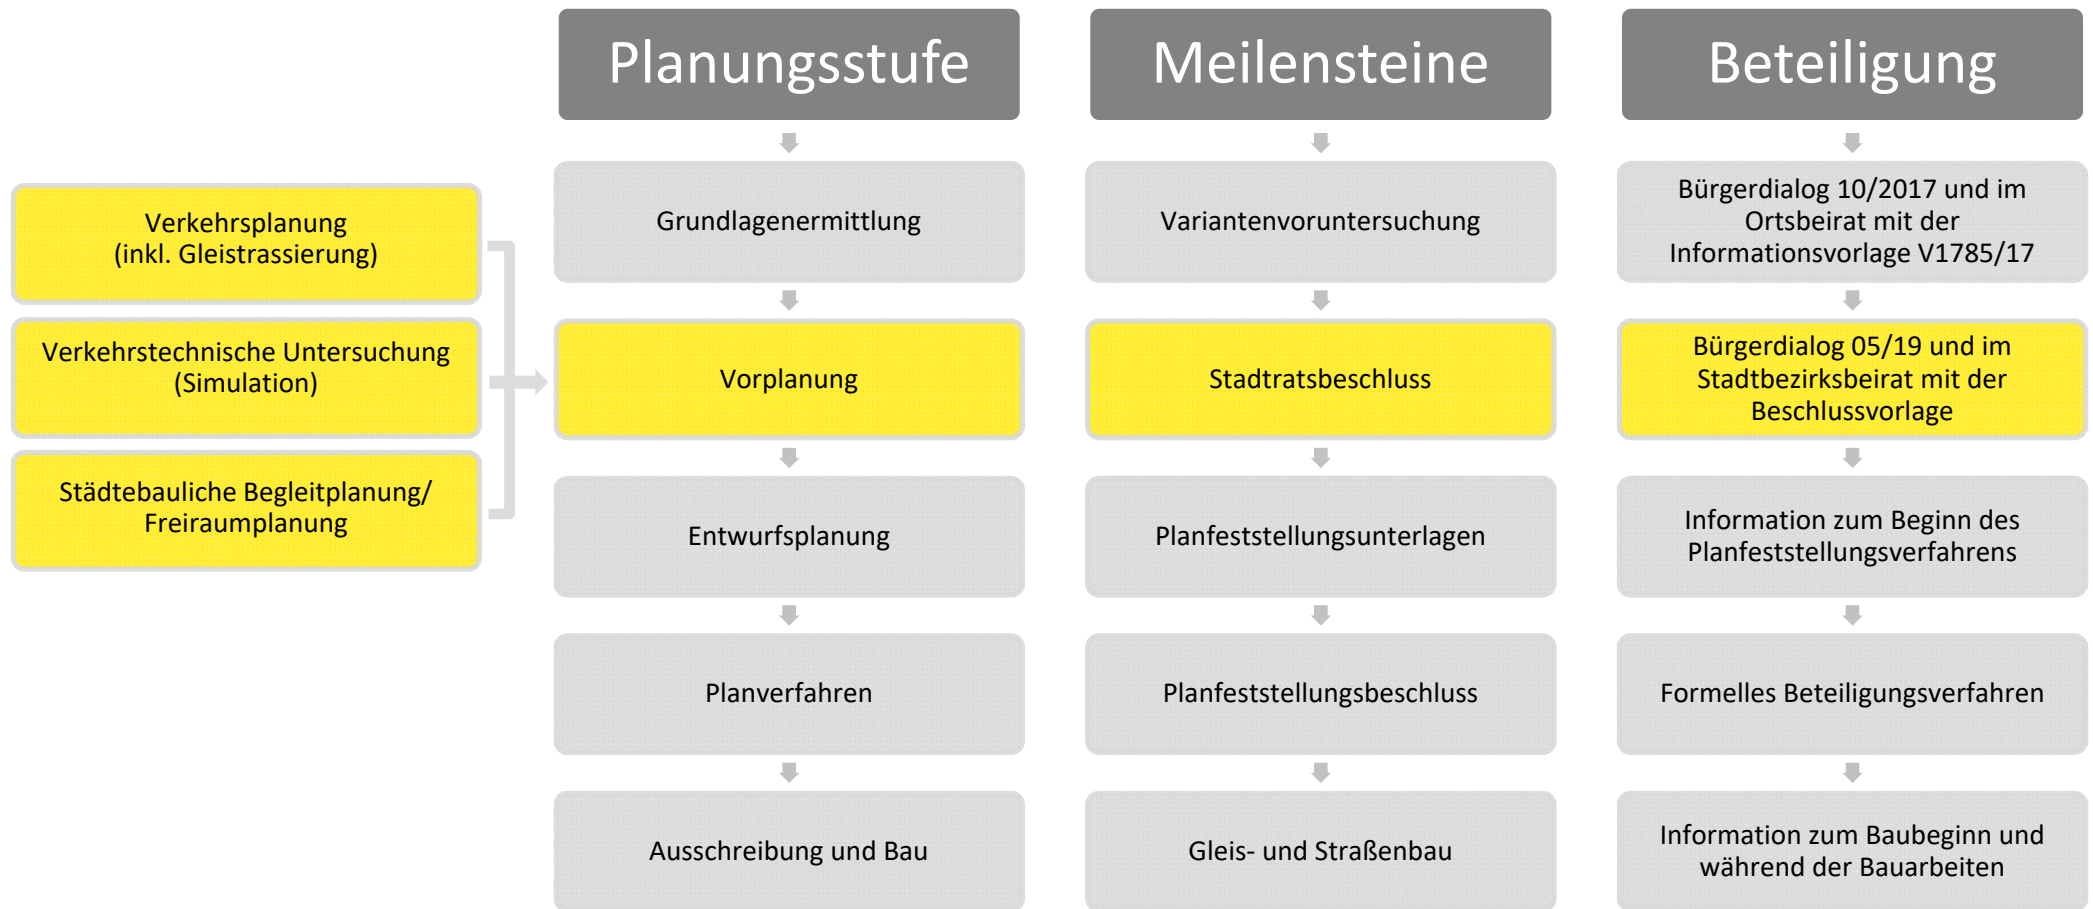 Planungsstufe
Meilensteine
Beteiligung
Verkehrsplanung
(inkl. Gleistrassierung)
Verkehrstechnische Untersuchung
(Simulation)
Städtebauliche Begleitplanung/
Freiraumplanung
Grundlagenermittlung
Variantenvoruntersuchung
Bürgerdialog 10/2017 und im
Ortsbeirat mit der
Informationsvorlage V1785/17
Vorplanung
Stadtratsbeschluss
Bürgerdialog 05/19 und im
Stadtbezirksbeirat mit der
Beschlussvorlage
Entwurfsplanung
Planfeststellungsunterlagen
Information zum Beginn des
Planfeststellungsverfahrens
Planverfahren
Planfeststellungsbeschluss
Formelles Beteiligungsverfahren
Ausschreibung und Bau
Gleis- und Straßenbau
Information zum Baubeginn und
während der Bauarbeiten